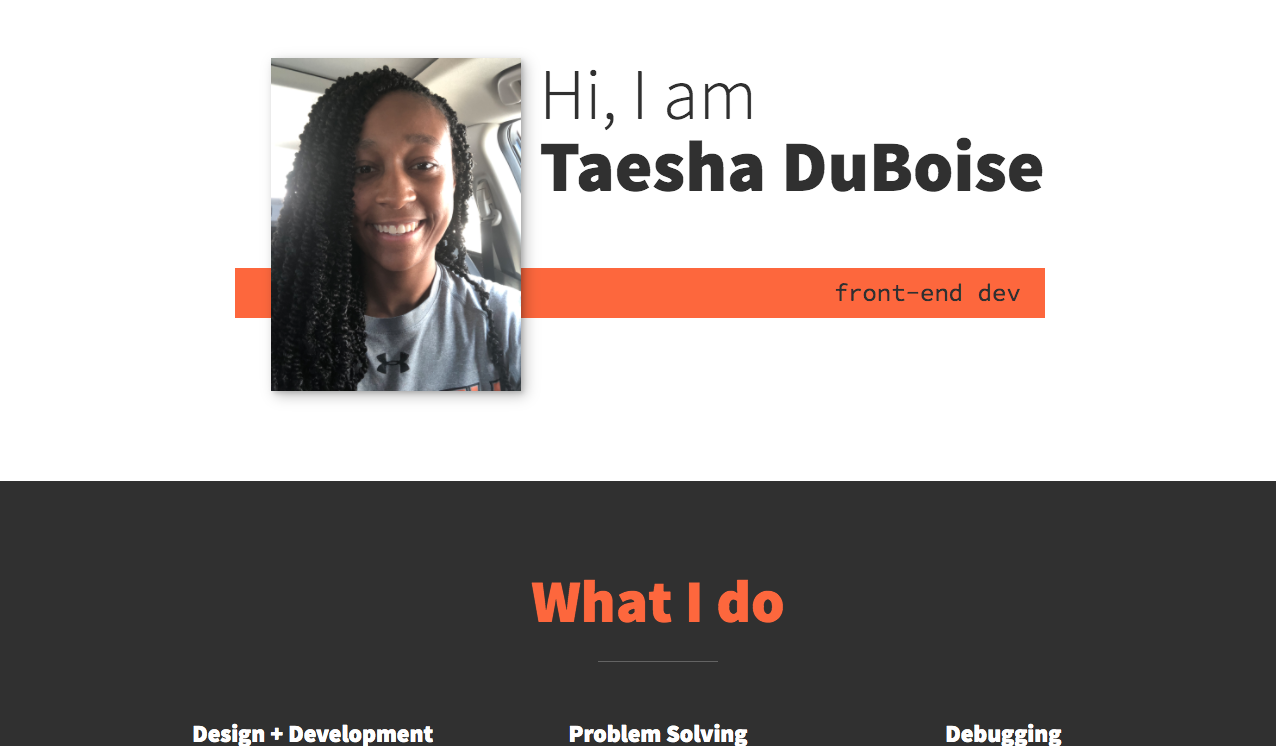 Hi, I am
Taesha DuBoise
front-end dev
What I do
Design + Development
Problem Solving
Debugging